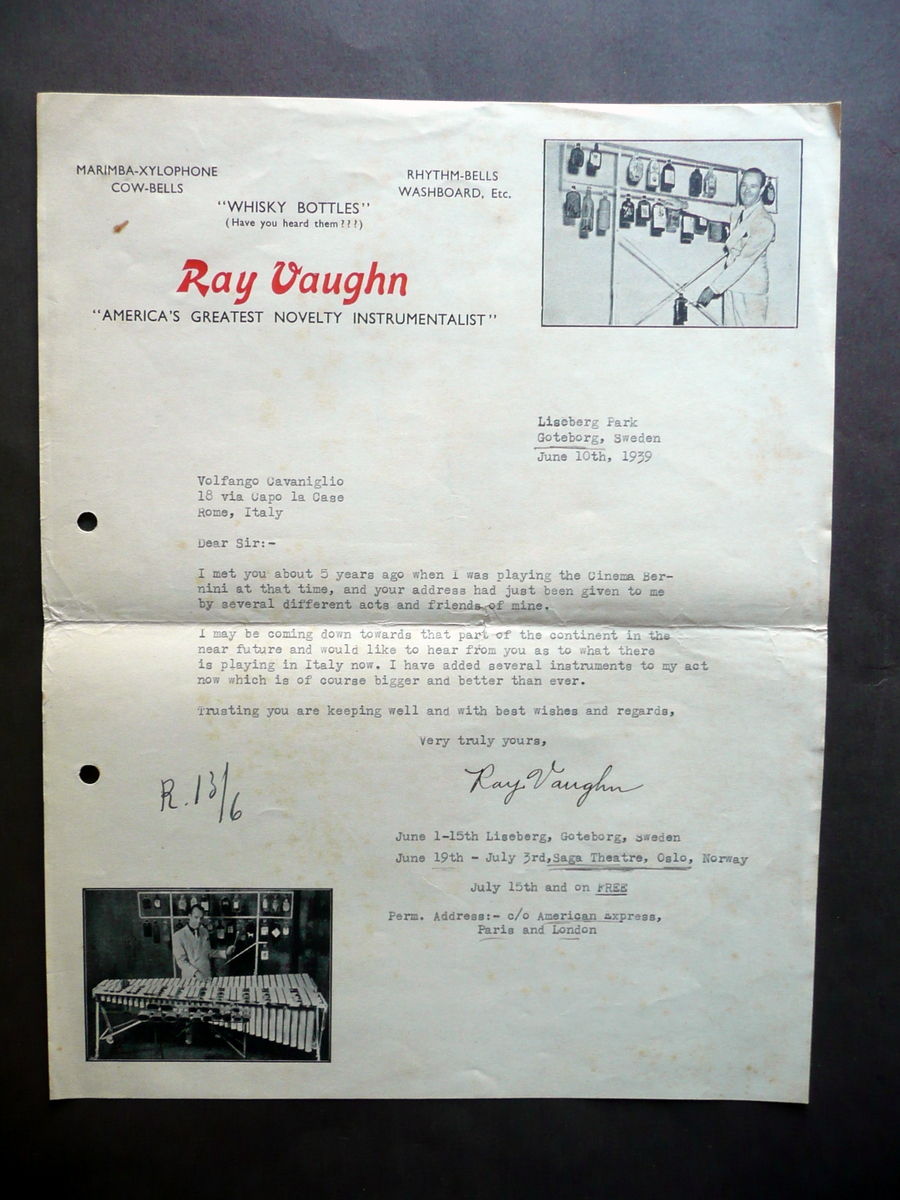 MARIMBA-XYLOPHONE
COW-BELLS
RHYTHM-BELLS
WASHBOARD, Etc.
"WHISKY BOTTLES"
(Have you heard them???)
Ray Vaughn
"AMERICA'S GREATEST NOVELTY INSTRUMENTALIST"
Liseberg Park
Goteborg, Sweden
June 10th, 1939
Volfango Cavaniglio
18 via Capo la Case
Rome, Italy
Dear Sir:-
I met you about 5 years ago when I was playing the Cinema Ber-
nini at that time, and your address had just been given to me
by several different acts and friends of mine.
I may be coming down towards that part of the continent in the
near future and would like to hear from you as to what there
is playing in Italy now. I have added several instruments to my act
now which is of course bigger and better than ever.
Trusting you are keeping well and with best wishes and regards,
Very truly yours,
Ray Vaughn
R. 13/6
June 1-15th Liseberg, Goteborg, Sweden
June 19th - July 3rd,Saga Theatre, Oslo, Norway
July 15th and on FREE
Perm. Address:- c/o American Express,
Paris and London